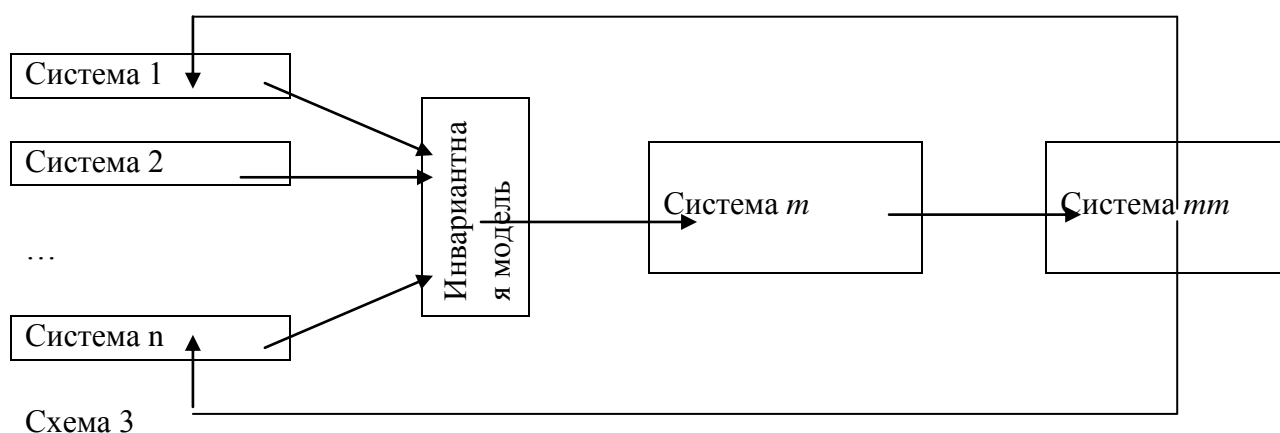 Система 1
Система 2
…
Система n
Инвариантна
я модель
Система m
Система mm
Схема 3